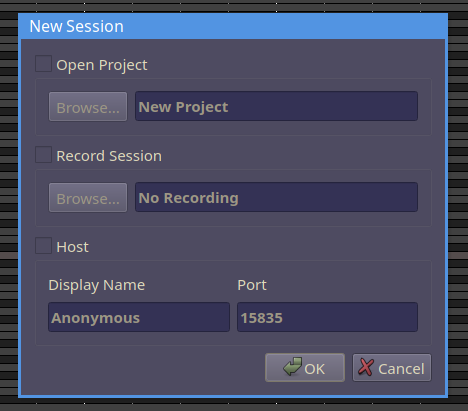 New Session
Open Project
Browse... New Project
Record Session
Browse... No Recording
Host
Display Name Port
Anonymous 15835
OK Cancel